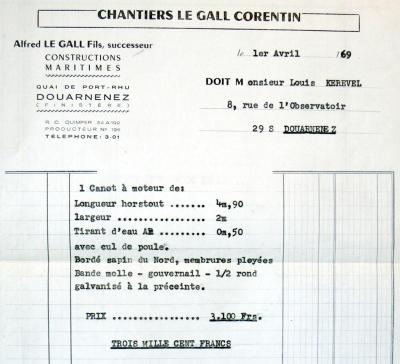 CHANTIERS LE GALL CORENTIN
Alfred LE GALL Fils, successeur
CONSTRUCTIONS
MARITIMES
QUAI DE PORT-RHU
DOUARNENEZ
(FINISTÈRE)
R. C. QUIMPER 54 A 192
PRODUCTEUR Nº 196
TÉLÉPHONE: 3-01
le 1er Avril 169
DOIT Monsieur Louis KEREVEL
8, rue de l'Observatoir
29 S DOUARNENEZ
1 Canot à moteur de:
Longueur horstout ....... 4m,90
largeur ................ 2m
Tirant d'eau AR ........ 0m,50
avec cul de poule.
Bordé sapin du Nord, membrures ployées
Bande molle - gouvernail - 1/2 rond
galvanisé à la préceinte.
PRIX ................ 3.100 Frs.
TROIS MILLE CENT FRANCS